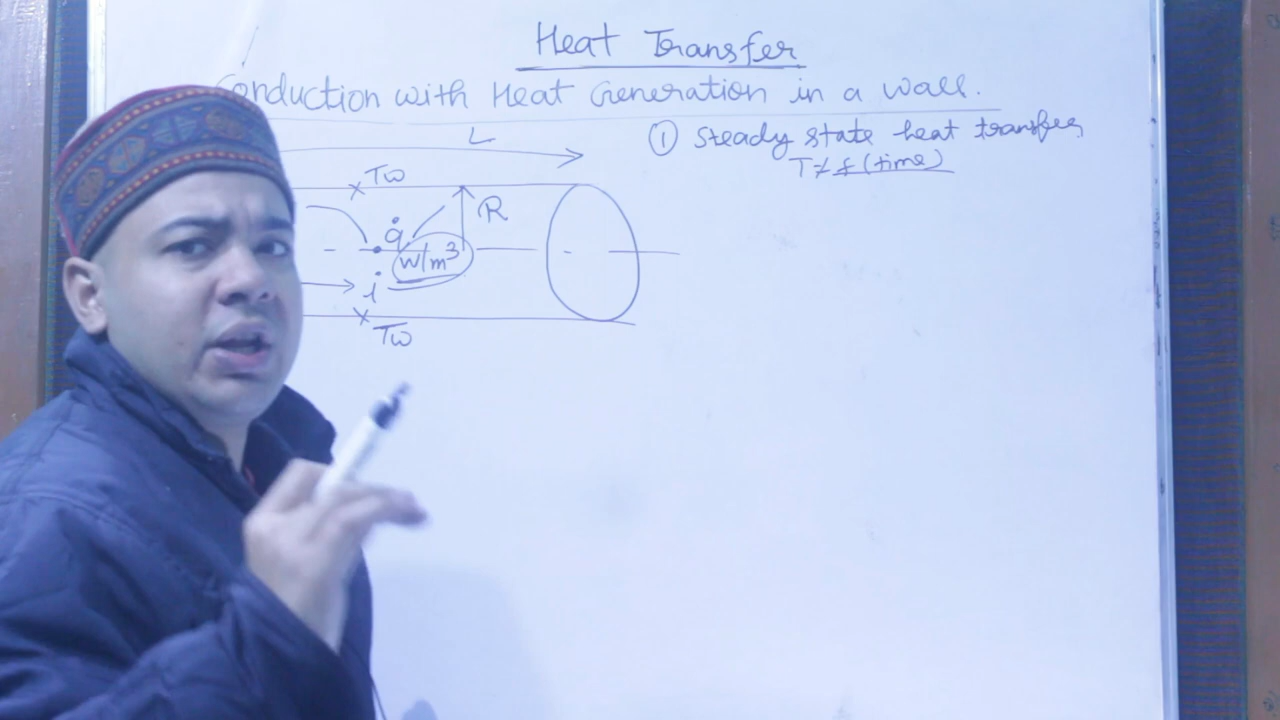 Heat Transfer
Conduction with Heat Generation in a wall.
L
① Steady state heat transfer
T ≠ f (time)
Tw
R
q̇
w/m³
i
Tw